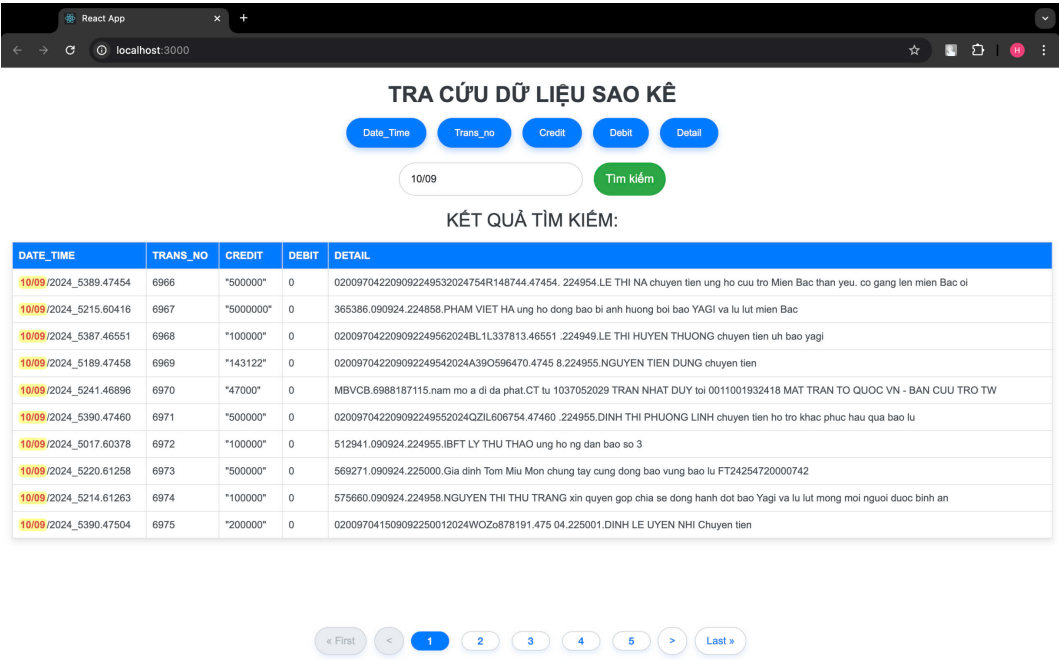 React App
localhost:3000
H
TRA CỨU DỮ LIỆU SAO KÊ
Date_Time Trans_no Credit Debit Detail
10/09 Tìm kiếm
KẾT QUẢ TÌM KIẾM:
DATE_TIME TRANS_NO CREDIT DEBIT DETAIL
10/09/2024_5389.47454 6966 "500000" 0 020097042209092249532024754R148744.47454. 224954.LE THI NA chuyen tien ung ho cuu tro Mien Bac than yeu. co gang len mien Bac oi
10/09/2024_5215.60416 6967 "5000000" 0 365386.090924.224858.PHAM VIET HA ung ho dong bao bi anh huong boi bao YAGI va lu lut mien Bac
10/09/2024_5387.46551 6968 "100000" 0 020097042209092249562024BL1L337813.46551 .224949.LE THI HUYEN THUONG chuyen tien uh bao yagi
10/09/2024_5189.47458 6969 "143122" 0 020097042209092249542024A39O596470.4745 8.224955.NGUYEN TIEN DUNG chuyen tien
10/09/2024_5241.46896 6970 "47000" 0 MBVCB.6988187115.nam mo a di da phat.CT tu 1037052029 TRAN NHAT DUY toi 0011001932418 MAT TRAN TO QUOC VN - BAN CUU TRO TW
10/09/2024_5390.47460 6971 "500000" 0 020097042209092249552024QZIL606754.47460 .224955.DINH THI PHUONG LINH chuyen tien ho tro khac phuc hau qua bao lu
10/09/2024_5017.60378 6972 "100000" 0 512941.090924.224955.IBFT LY THU THAO ung ho ng dan bao so 3
10/09/2024_5220.61258 6973 "500000" 0 569271.090924.225000.Gia dinh Tom Miu Mon chung tay cung dong bao vung bao lu FT24254720000742
10/09/2024_5214.61263 6974 "100000" 0 575660.090924.224958.NGUYEN THI THU TRANG xin quyen gop chia se dong hanh dot bao Yagi va lu lut mong moi nguoi duoc binh an
10/09/2024_5390.47504 6975 "200000" 0 020097041509092250012024WOZo878191.475 04.225001.DINH LE UYEN NHI Chuyen tien
« First < 1 2 3 4 5 > Last »